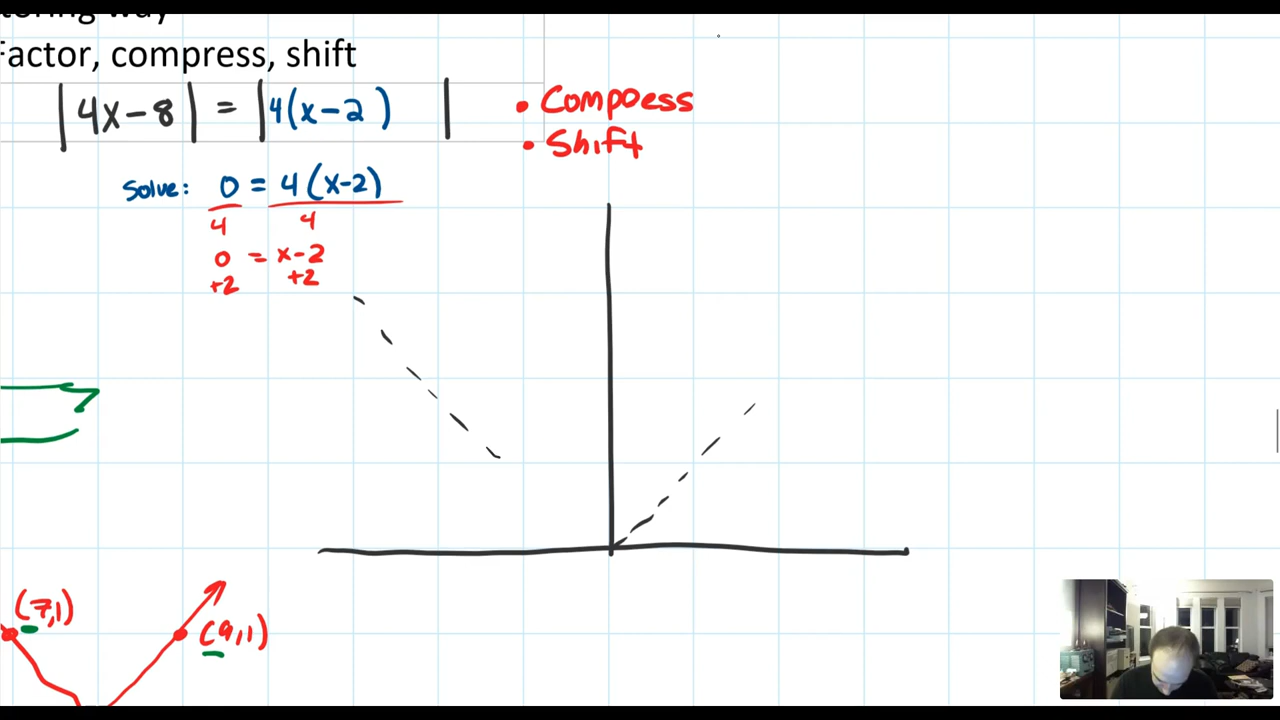 Factor, compress, shift
|4x-8| = |4(x-2) |
• Compoess
• Shift
Solve: 0 = 4(x-2)
4 4
0 = x-2
+2 +2
(7,1)
(9,1)